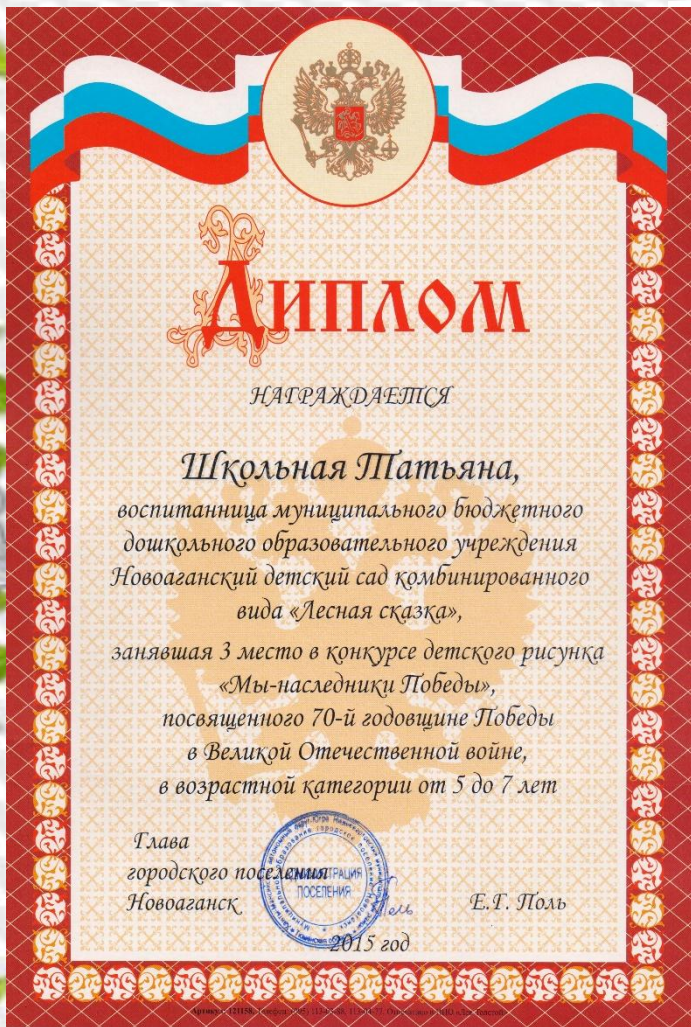 Диплом
НАГРАЖДАЕТСЯ
Школьная Татьяна,
воспитанница муниципального бюджетного
дошкольного образовательного учреждения
Новоаганский детский сад комбинированного
вида «Лесная сказка»,
занявшая 3 место в конкурсе детского рисунка
«Мы-наследники Победы»,
посвященного 70-й годовщине Победы
в Великой Отечественной войне,
в возрастной категории от 5 до 7 лет
Глава
городского поселения
Новоаганск
Е.Г. Поль
АДМИНИСТРАЦИЯ
ПОСЕЛЕНИЯ
2015 год